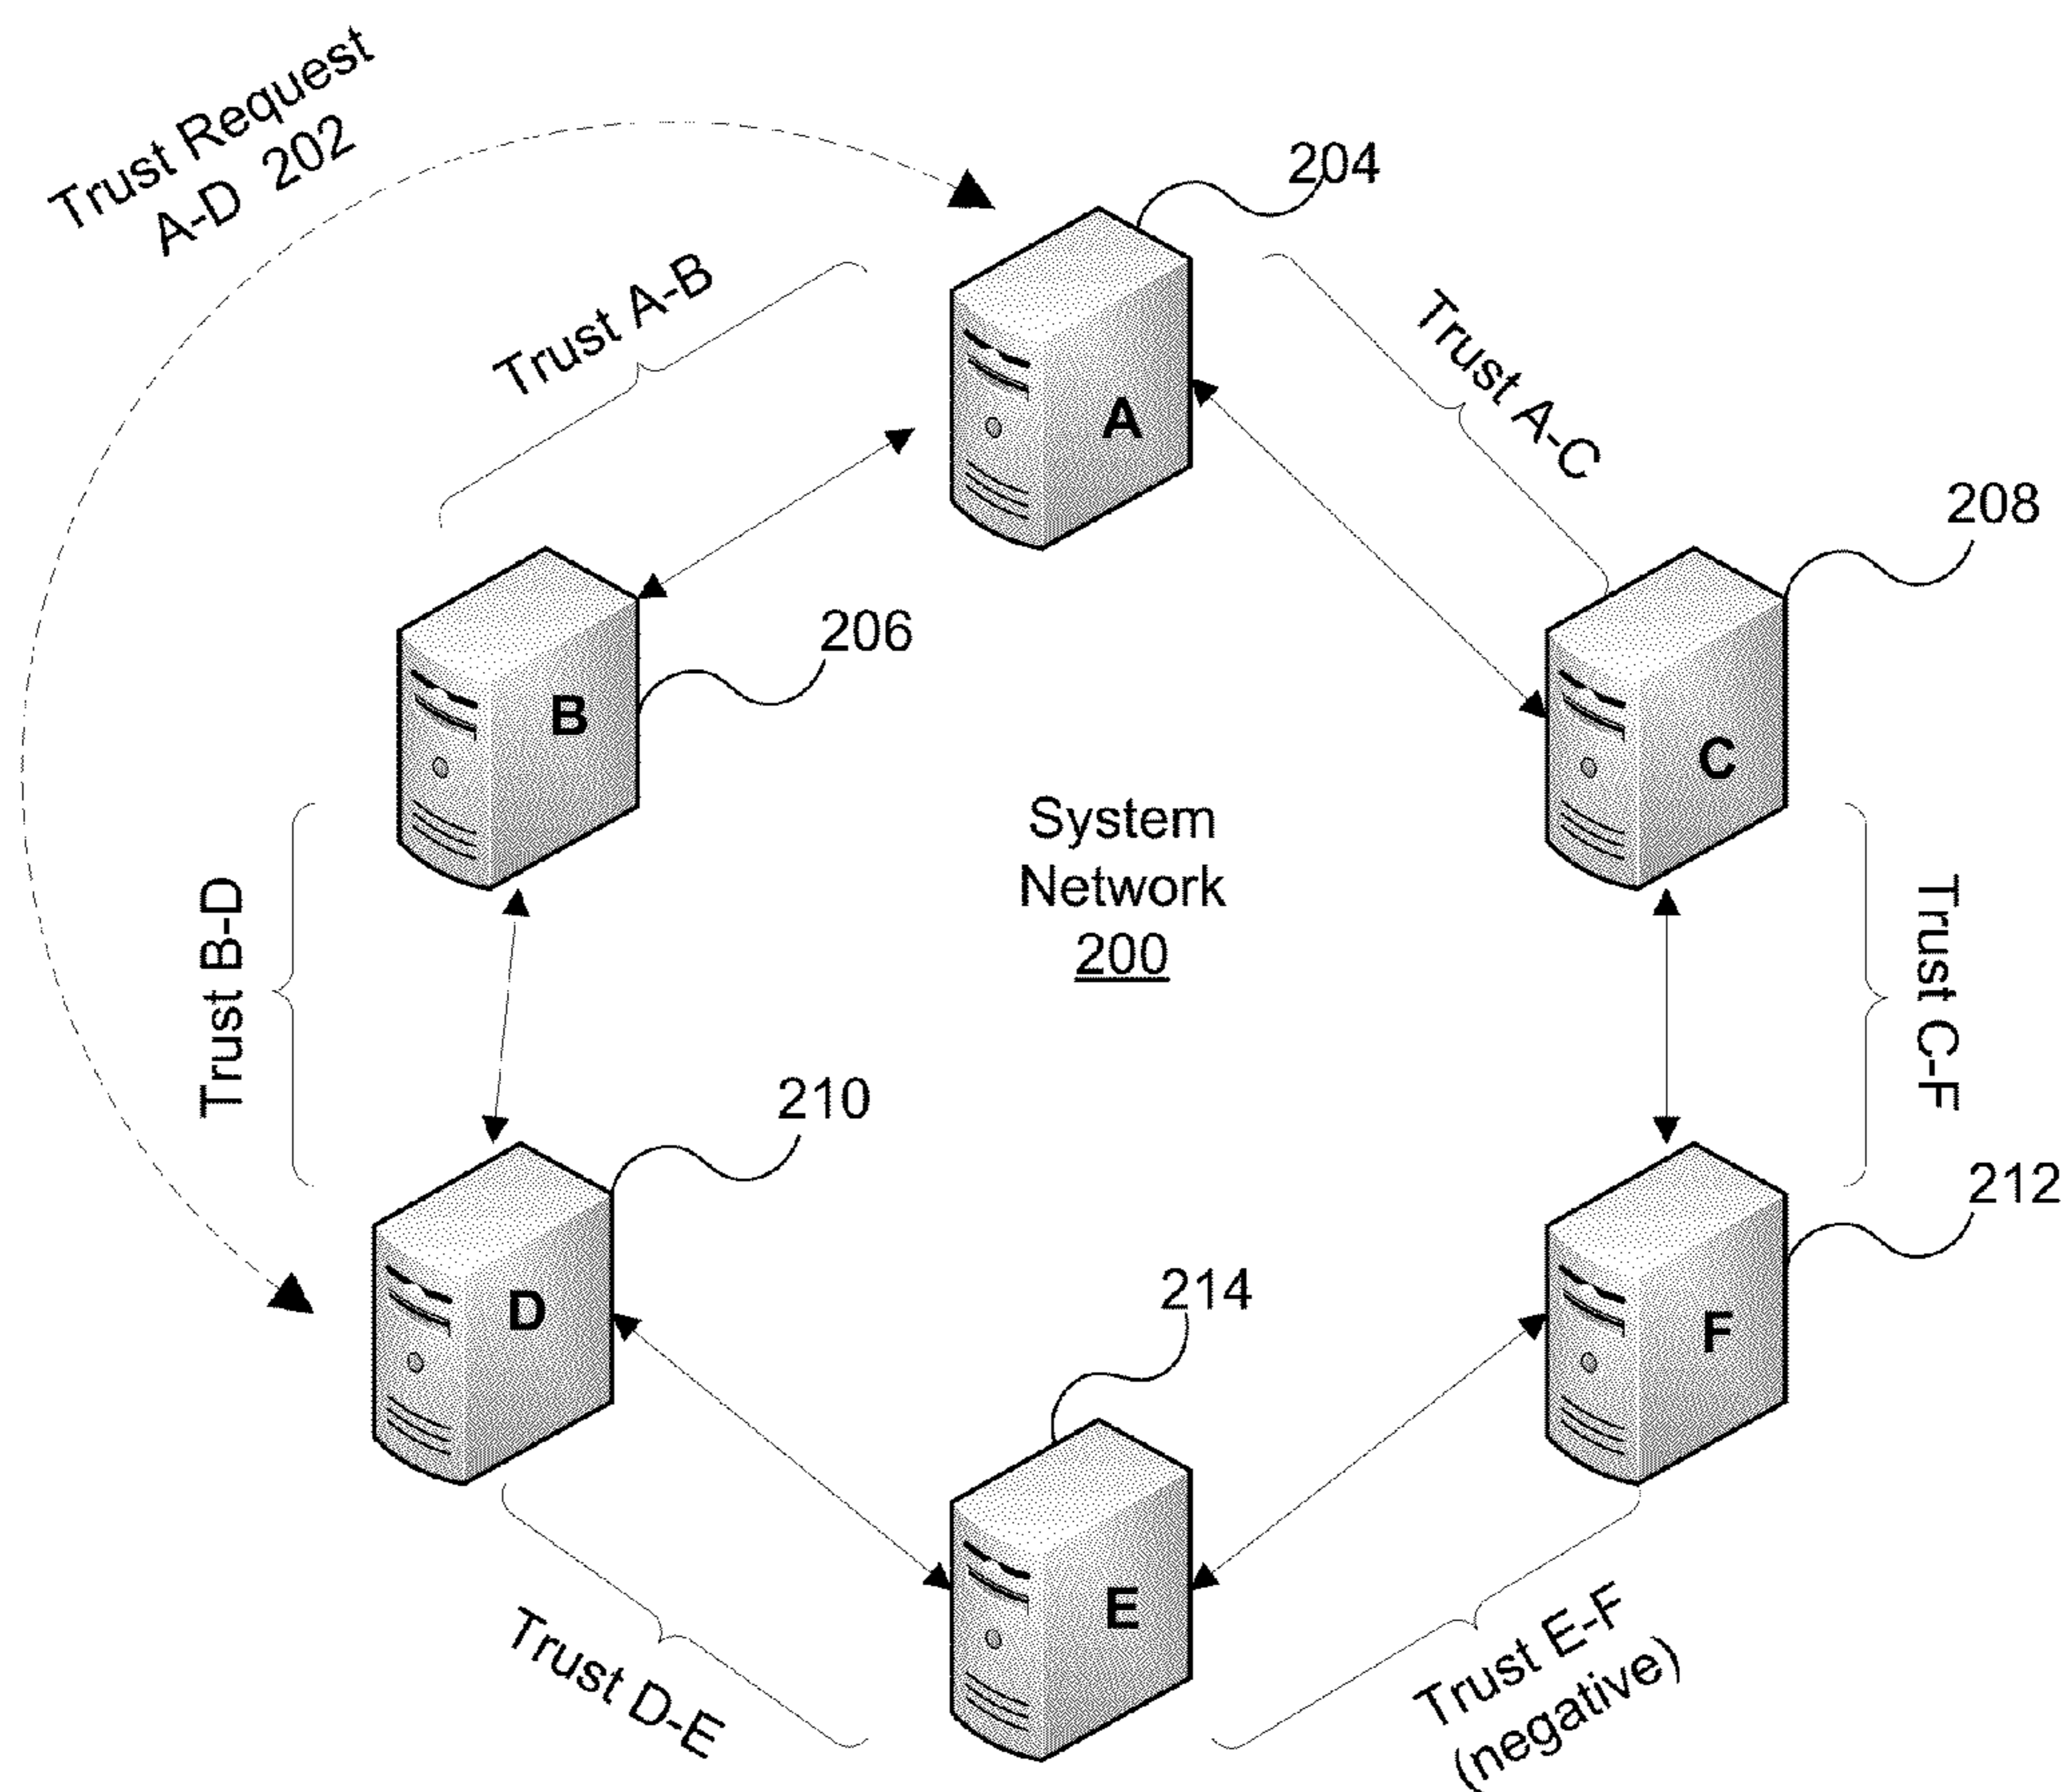 Trust Request
A-D 202
204
Trust A-B
Trust A-C
A
208
206
B
C
System
Network
200
Trust B-D
Trust C-F
210
212
D
214
F
E
Trust D-E
Trust E-F
(negative)